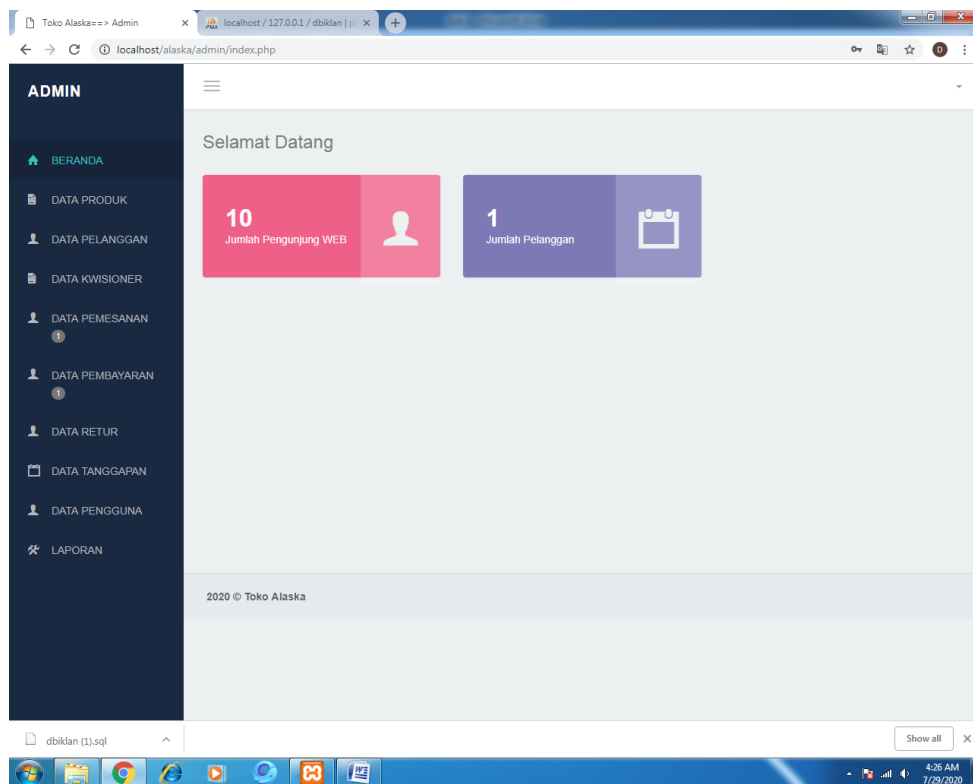 Toko Alaska==> Admin
localhost / 127.0.0.1 / dbiklan | p
localhost/alaska/admin/index.php
D
ADMIN
BERANDA
DATA PRODUK
DATA PELANGGAN
DATA KWISIONER
DATA PEMESANAN
1
DATA PEMBAYARAN
1
DATA RETUR
DATA TANGGAPAN
DATA PENGGUNA
LAPORAN
Selamat Datang
10
Jumlah Pengunjung WEB
1
Jumlah Pelanggan
2020 © Toko Alaska
dbiklan (1).sql
Show all
4:26 AM
7/29/2020